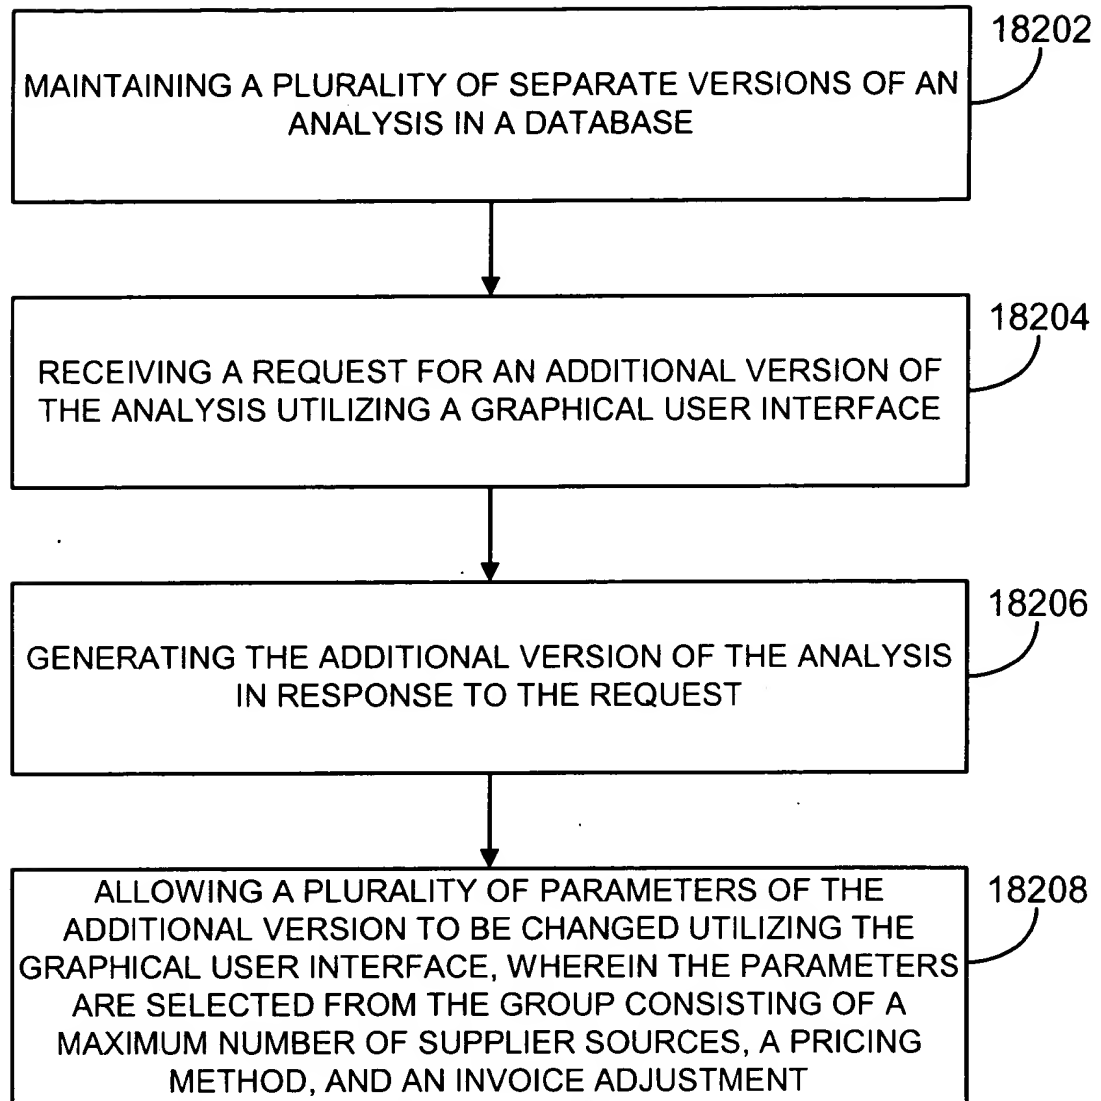 18202
MAINTAINING A PLURALITY OF SEPARATE VERSIONS OF AN
ANALYSIS IN A DATABASE
18204
RECEIVING A REQUEST FOR AN ADDITIONAL VERSION OF
THE ANALYSIS UTILIZING A GRAPHICAL USER INTERFACE
18206
GENERATING THE ADDITIONAL VERSION OF THE ANALYSIS
IN RESPONSE TO THE REQUEST
18208
ALLOWING A PLURALITY OF PARAMETERS OF THE
ADDITIONAL VERSION TO BE CHANGED UTILIZING THE
GRAPHICAL USER INTERFACE, WHEREIN THE PARAMETERS
ARE SELECTED FROM THE GROUP CONSISTING OF A
MAXIMUM NUMBER OF SUPPLIER SOURCES, A PRICING
METHOD, AND AN INVOICE ADJUSTMENT